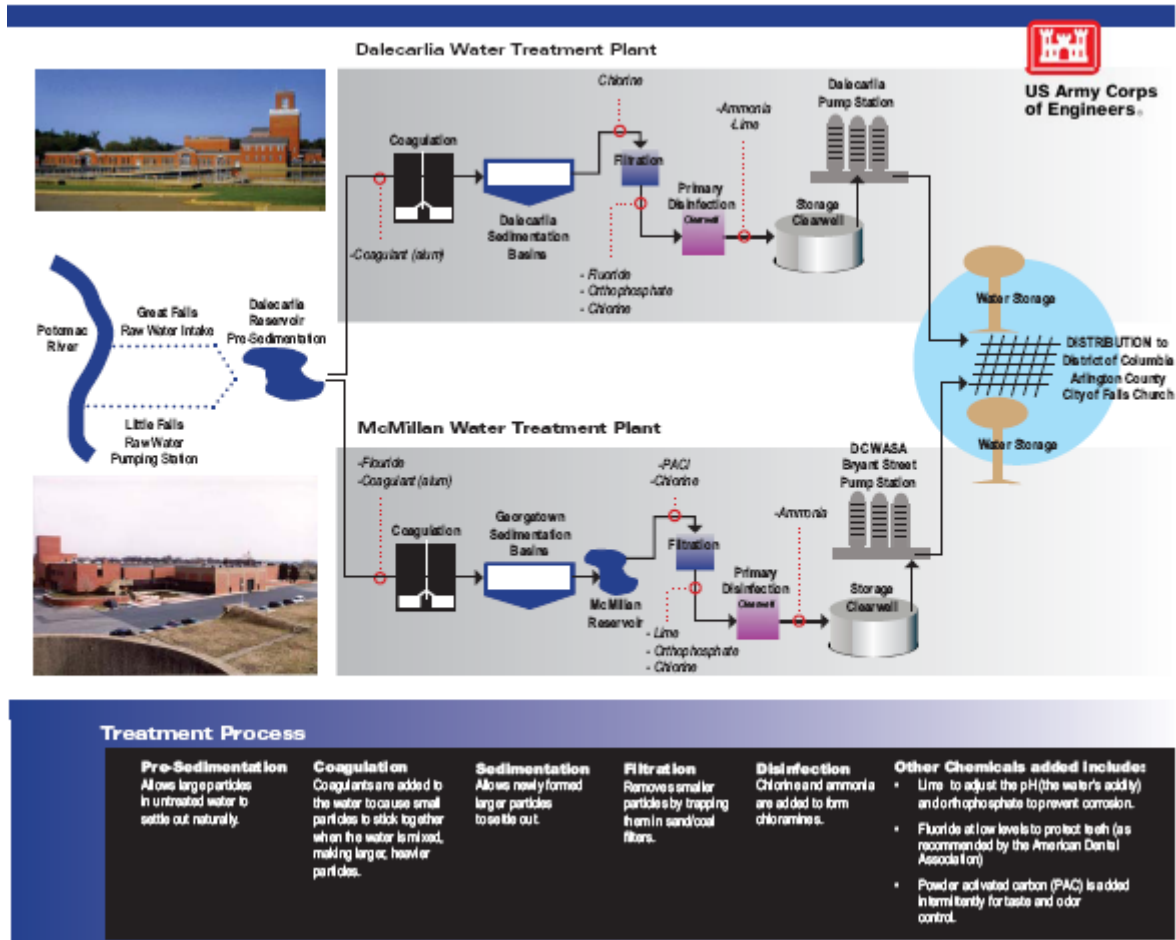 Dalecarlia Water Treatment Plant
US Army Corps
of Engineers®
Chlorine
-Ammonia
-Lime
Dalecarlia
Pump Station
Coagulation
Filtration
Primary
Disinfection
Clearwell
Storage
Clearwell
-Coagulant (alum)
Dalecarlia
Sedimentation
Basins
- Fluoride
- Orthophosphate
- Chlorine
Potomac
River
Great Falls
Raw Water Intake
Dalecarlia
Reservoir
Pre-Sedimentation
Little Falls
Raw Water
Pumping Station
Water Storage
DISTRIBUTION to
District of Columbia
Arlington County
City of Falls Church
Water Storage
McMillan Water Treatment Plant
-Flouride
-Coagulant (alum)
Coagulation
Georgetown
Sedimentation
Basins
McMillan
Reservoir
-PACl
-Chlorine
Filtration
- Lime
- Orthophosphate
- Chlorine
Primary
Disinfection
Clearwell
-Ammonia
DCWASA
Bryant Street
Pump Station
Storage
Clearwell
Treatment Process
Pre-Sedimentation
Allows large particles
in untreated water to
settle out naturally.
Coagulation
Coagulants are added to
the water to cause small
particles to stick together
when the water is mixed,
making larger, heavier
particles.
Sedimentation
Allows newly formed
larger particles
to settle out.
Filtration
Removes smaller
particles by trapping
them in sand/coal
filters.
Disinfection
Chlorine and ammonia
are added to form
chloramines.
Other Chemicals added include:
• Lime to adjust the pH (the water's acidity)
and orthophosphate to prevent corrosion.
• Fluoride at low levels to protect teeth (as
recommended by the American Dental
Association)
• Powder activated carbon (PAC) is added
intermittently for taste and odor
control.